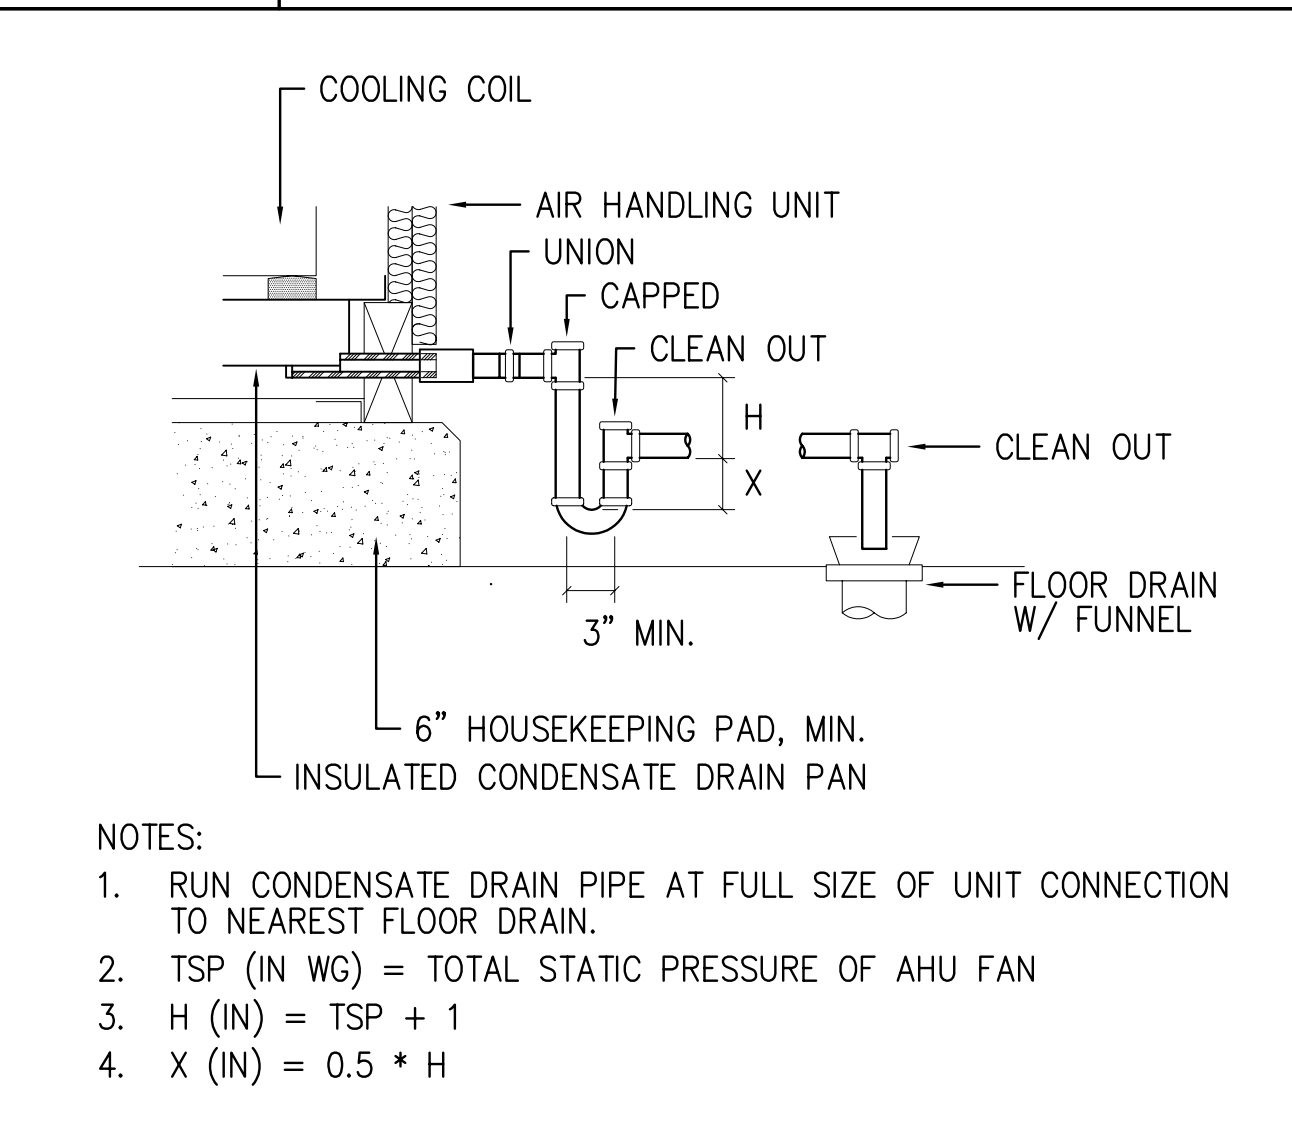 COOLING COIL
AIR HANDLING UNIT
UNION
CAPPED
CLEAN OUT
H
CLEAN OUT
X
FLOOR DRAIN
W/ FUNNEL
3" MIN.
6" HOUSEKEEPING PAD, MIN.
INSULATED CONDENSATE DRAIN PAN
NOTES:
1. RUN CONDENSATE DRAIN PIPE AT FULL SIZE OF UNIT CONNECTION
TO NEAREST FLOOR DRAIN.
2. TSP (IN WG) = TOTAL STATIC PRESSURE OF AHU FAN
3. H (IN) = TSP + 1
4. X (IN) = 0.5 * H